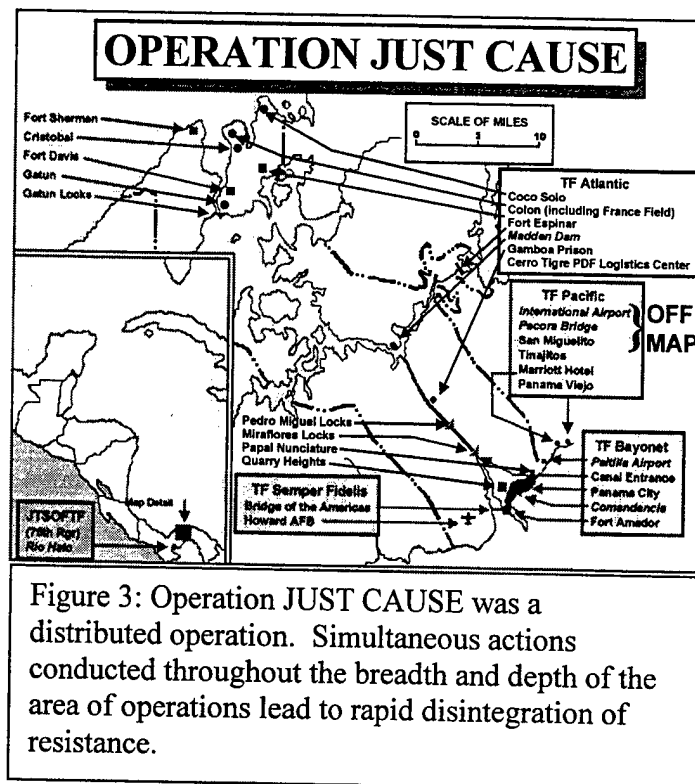 OPERATION JUST CAUSE
SCALE OF MILES
0 3 10
Fort Sherman
Cristobal
Fort Davis
Gatun
Gatun Locks
TF Atlantic
Coco Solo
Colon (including France Field)
Fort Espinar
Madden Dam
Gamboa Prison
Cerro Tigre PDF Logistics Center
TF Pacific
International Airport
Pecora Bridge
San Miguelito
Tinajitos
Marriott Hotel
Panama Viejo
OFF
MAP
Pedro Miguel Locks
Miraflores Locks
Papal Nunciature
Quarry Heights
TF Semper Fidelis
Bridge of the Americas
Howard AFB
TF Bayonet
Paitilla Airport
Canal Entrance
Panama City
Comandancia
Fort Amador
Map Detail
JTSOFTF
(75th Rgr)
Rio Hato
Figure 3: Operation JUST CAUSE was a
distributed operation. Simultaneous actions
conducted throughout the breadth and depth of the
area of operations lead to rapid disintegration of
resistance.